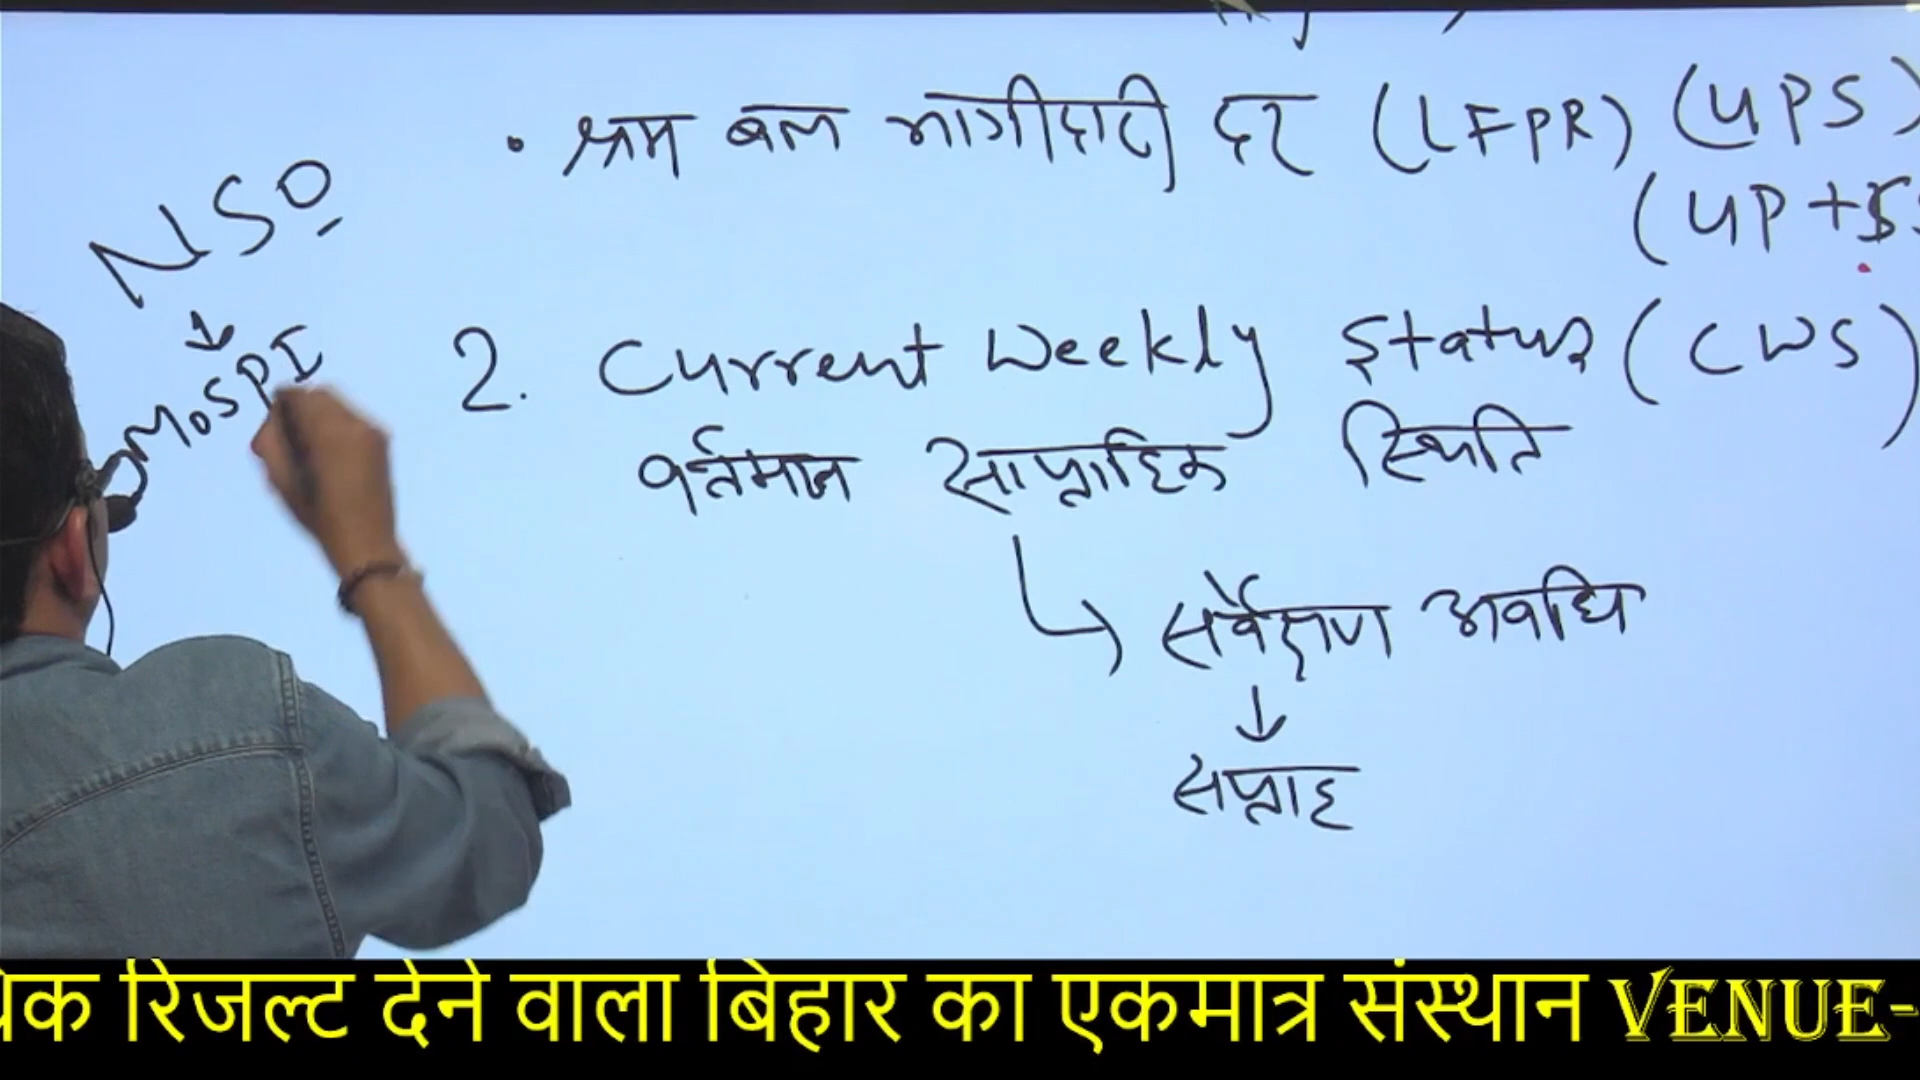 • श्रम बल भागीदारी दर (LFPR) (UPS)
(UP+
NSO
↓
MOSPI
2. Current Weekly Status (CWS)
वर्तमान साप्ताहिक स्थिति
↳ सर्वेक्षण अवधि
↓
सप्ताह
रिजल्ट देने वाला बिहार का एकमात्र संस्थान VENUE-